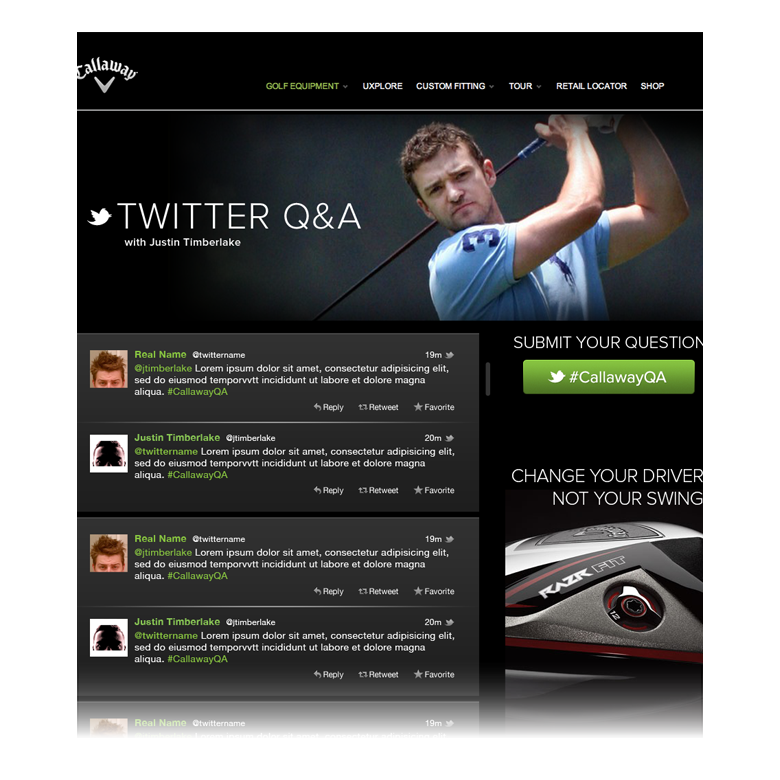 Callaway
GOLF EQUIPMENT UXPLORE CUSTOM FITTING TOUR RETAIL LOCATOR SHOP
TWITTER Q&A
with Justin Timberlake
3
Real Name @twittername 19m
@jtimberlake Lorem ipsum dolor sit amet, consectetur adipisicing elit,
sed do eiusmod temporvvtt incididunt ut labore et dolore magna
aliqua. #CallawayQA
Reply Retweet Favorite
Justin Timberlake @jtimberlake 20m
@twittername Lorem ipsum dolor sit amet, consectetur adipisicing elit,
sed do eiusmod temporvvtt incididunt ut labore et dolore magna
aliqua. #CallawayQA
Reply Retweet Favorite
Real Name @twittername 19m
@jtimberlake Lorem ipsum dolor sit amet, consectetur adipisicing elit,
sed do eiusmod temporvvtt incididunt ut labore et dolore magna
aliqua. #CallawayQA
Reply Retweet Favorite
Justin Timberlake @jtimberlake 20m
@twittername Lorem ipsum dolor sit amet, consectetur adipisicing elit,
sed do eiusmod temporvvtt incididunt ut labore et dolore magna
aliqua. #CallawayQA
Reply Retweet Favorite
Real Name @twittername 19m
SUBMIT YOUR QUESTION
#CallawayQA
CHANGE YOUR DRIVER
NOT YOUR SWING
RAZR FIT
12